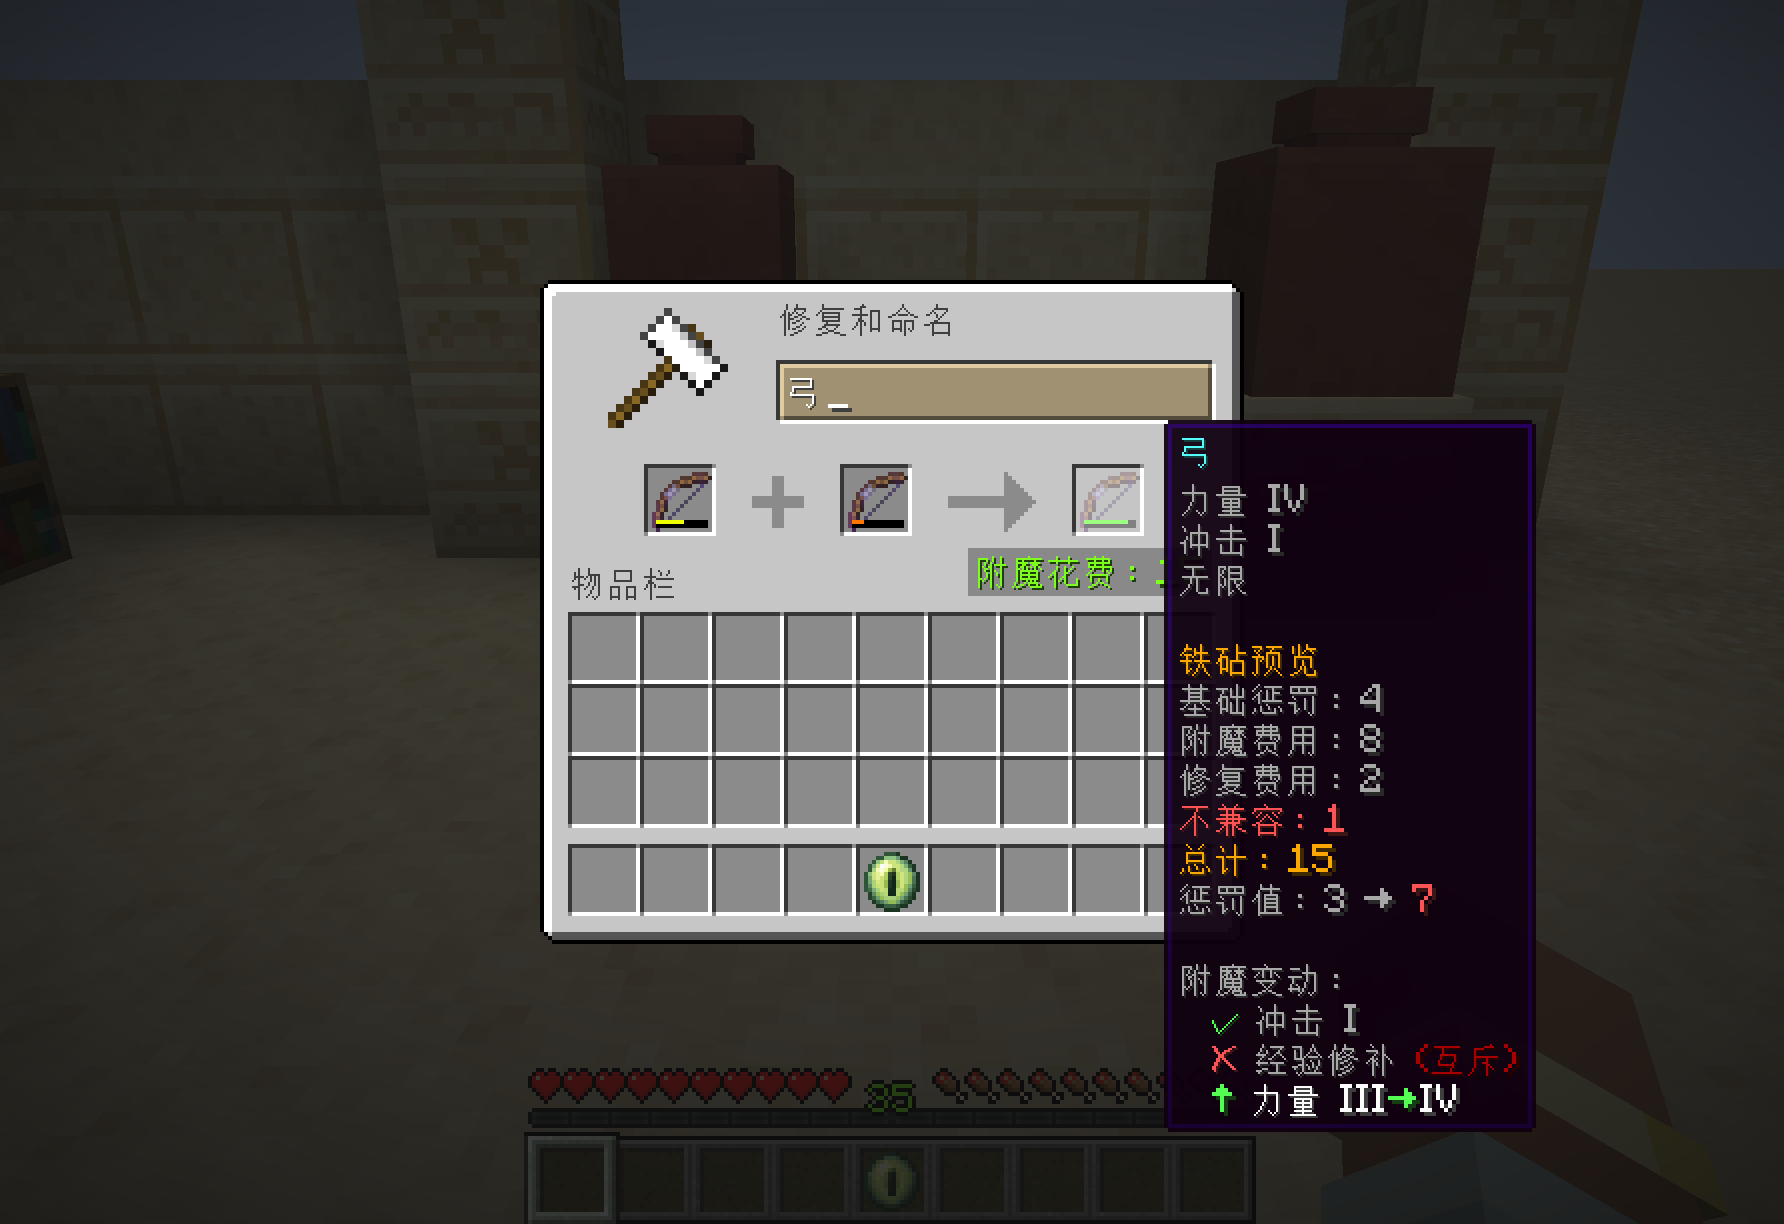 修复和命名
弓_
附魔花费：
物品栏
弓
力量 IV
冲击 I
无限
铁砧预览
基础惩罚：4
附魔费用：8
修复费用：2
不兼容：1
总计：15
惩罚值：3 → 7
附魔变动：
✓ 冲击 I
✗ 经验修补 (互斥)
↑ 力量 III→IV
35